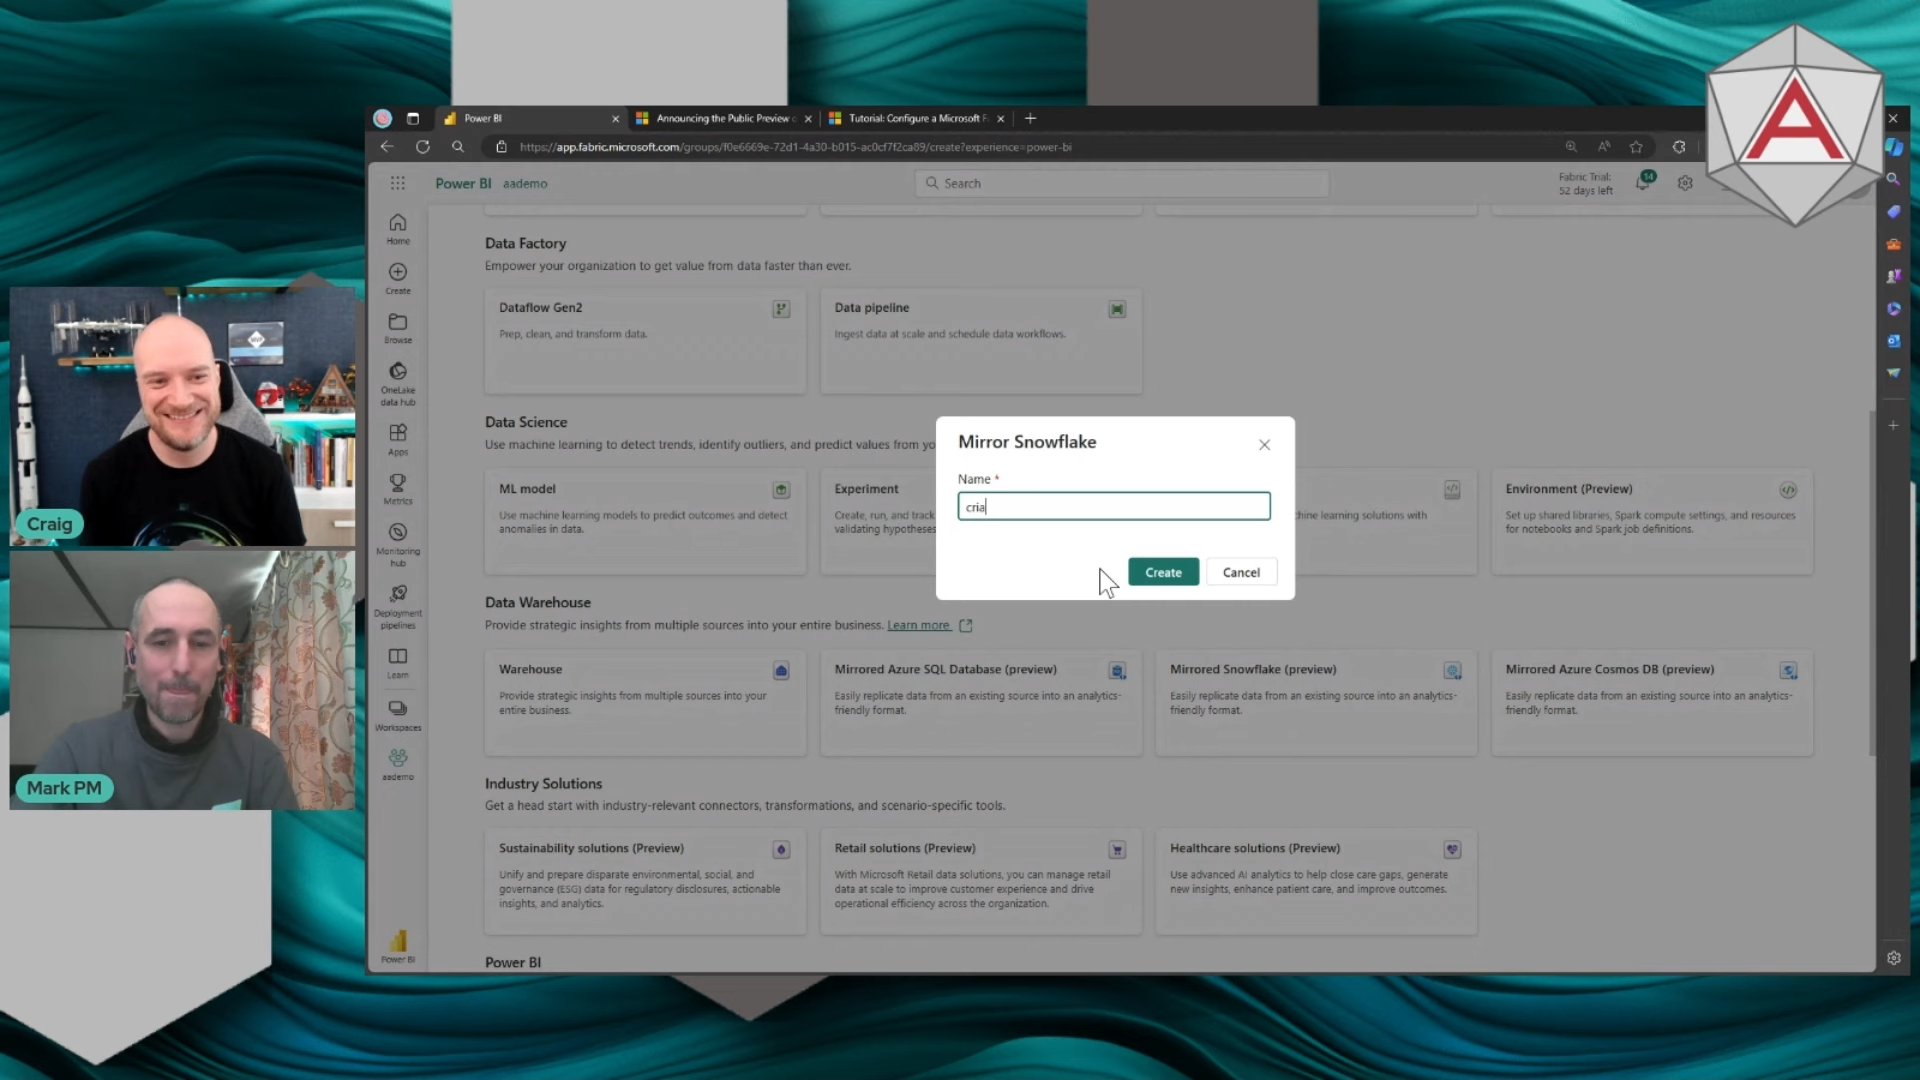 Power BI
Announcing the Public Preview
Tutorial: Configure a Microsoft F
https://app.fabric.microsoft.com/groups/f0e6669e-72d1-4a30-b015-ac0cf7f2ca89/create?experience=power-bi
Power BI aademo
Search
Fabric Trial:
52 days left
14
Home
Create
Browse
OneLake
data hub
Apps
Metrics
Monitoring
hub
Deployment
pipelines
Learn
Workspaces
aademo
Power BI
Data Factory
Empower your organization to get value from data faster than ever.
Dataflow Gen2
Prep, clean, and transform data.
Data pipeline
Ingest data at scale and schedule data workflows.
Data Science
Use machine learning to detect trends, identify outliers, and predict values from yo
ML model
Use machine learning models to predict outcomes and detect
anomalies in data.
Experiment
Create, run, and track
validating hypotheses
hine learning solutions with
Environment (Preview)
Set up shared libraries, Spark compute settings, and resources
for notebooks and Spark job definitions.
Mirror Snowflake
Name *
cria
Create
Cancel
Data Warehouse
Provide strategic insights from multiple sources into your entire business. Learn more
Warehouse
Provide strategic insights from multiple sources into your
entire business.
Mirrored Azure SQL Database (preview)
Easily replicate data from an existing source into an analytics-
friendly format.
Mirrored Snowflake (preview)
Easily replicate data from an existing source into an analytics-
friendly format.
Mirrored Azure Cosmos DB (preview)
Easily replicate data from an existing source into an analytics-
friendly format.
Industry Solutions
Get a head start with industry-relevant connectors, transformations, and scenario-specific tools.
Sustainability solutions (Preview)
Unify and prepare disparate environmental, social, and
governance (ESG) data for regulatory disclosures, actionable
insights, and analytics.
Retail solutions (Preview)
With Microsoft Retail data solutions, you can manage retail
data at scale to improve customer experience and drive
operational efficiency across the organization.
Healthcare solutions (Preview)
Use advanced AI analytics to help close care gaps, generate
new insights, enhance patient care, and improve outcomes.
Power BI
Craig
Mark PM
A